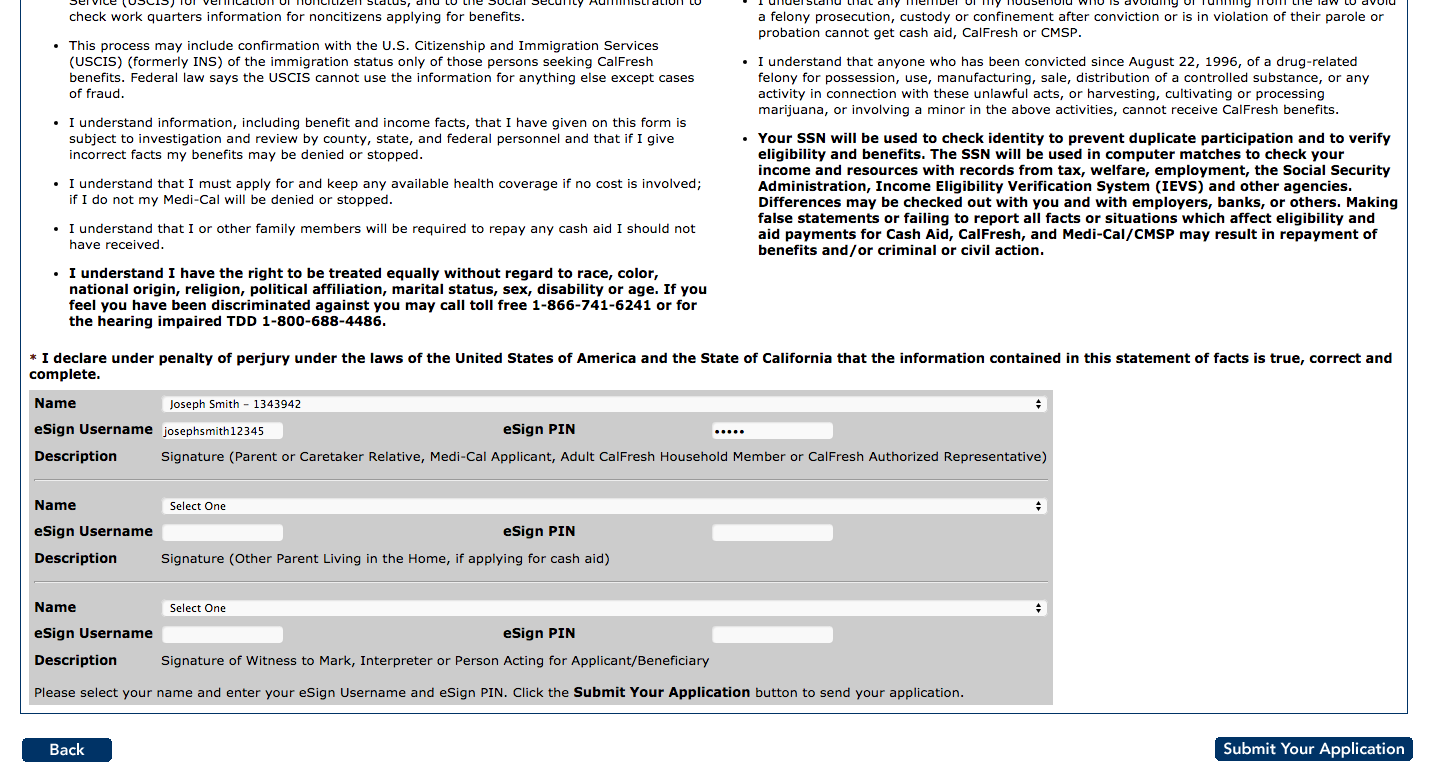 Service (USCIS) for verification of noncitizen status, and to the Social Security Administration to
check work quarters information for noncitizens applying for benefits.
• This process may include confirmation with the U.S. Citizenship and Immigration Services
(USCIS) (formerly INS) of the immigration status only of those persons seeking CalFresh
benefits. Federal law says the USCIS cannot use the information for anything else except cases
of fraud.
• I understand information, including benefit and income facts, that I have given on this form is
subject to investigation and review by county, state, and federal personnel and that if I give
incorrect facts my benefits may be denied or stopped.
• I understand that I must apply for and keep any available health coverage if no cost is involved;
if I do not my Medi-Cal will be denied or stopped.
• I understand that I or other family members will be required to repay any cash aid I should not
have received.
• I understand I have the right to be treated equally without regard to race, color,
national origin, religion, political affiliation, marital status, sex, disability or age. If you
feel you have been discriminated against you may call toll free 1-866-741-6241 or for
the hearing impaired TDD 1-800-688-4486.
• I understand that any member of my household who is avoiding or running from the law to avoid
a felony prosecution, custody or confinement after conviction or is in violation of their parole or
probation cannot get cash aid, CalFresh or CMSP.
• I understand that anyone who has been convicted since August 22, 1996, of a drug-related
felony for possession, use, manufacturing, sale, distribution of a controlled substance, or any
activity in connection with these unlawful acts, or harvesting, cultivating or processing
marijuana, or involving a minor in the above activities, cannot receive CalFresh benefits.
• Your SSN will be used to check identity to prevent duplicate participation and to verify
eligibility and benefits. The SSN will be used in computer matches to check your
income and resources with records from tax, welfare, employment, the Social Security
Administration, Income Eligibility Verification System (IEVS) and other agencies.
Differences may be checked out with you and with employers, banks, or others. Making
false statements or failing to report all facts or situations which affect eligibility and
aid payments for Cash Aid, CalFresh, and Medi-Cal/CMSP may result in repayment of
benefits and/or criminal or civil action.
* I declare under penalty of perjury under the laws of the United States of America and the State of California that the information contained in this statement of facts is true, correct and
complete.
Name Joseph Smith - 1343942
eSign Username josephsmith12345 eSign PIN •••••
Description Signature (Parent or Caretaker Relative, Medi-Cal Applicant, Adult CalFresh Household Member or CalFresh Authorized Representative)
Name Select One
eSign Username eSign PIN
Description Signature (Other Parent Living in the Home, if applying for cash aid)
Name Select One
eSign Username eSign PIN
Description Signature of Witness to Mark, Interpreter or Person Acting for Applicant/Beneficiary
Please select your name and enter your eSign Username and eSign PIN. Click the Submit Your Application button to send your application.
Back Submit Your Application